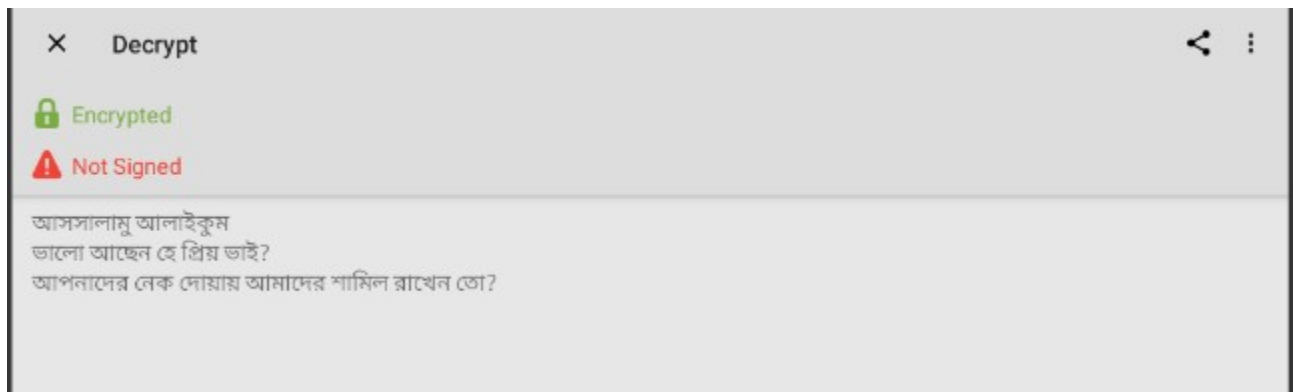 Decrypt
Encrypted
Not Signed
আসসালামু আলাইকুম
ভালো আছেন হে প্রিয় ভাই?
আপনাদের নেক দোয়ায় আমাদের শামিল রাখেন তো?